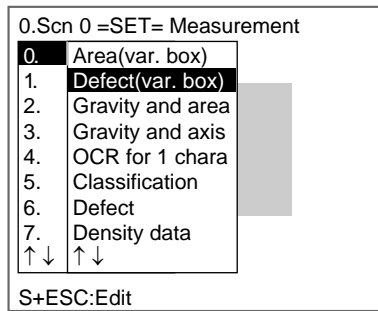 0.Scn 0 =SET= Measurement
0. Area(var. box)
1. Defect(var. box)
2. Gravity and area
3. Gravity and axis
4. OCR for 1 chara
5. Classification
6. Defect
7. Density data
↑↓ ↑↓
S+ESC:Edit